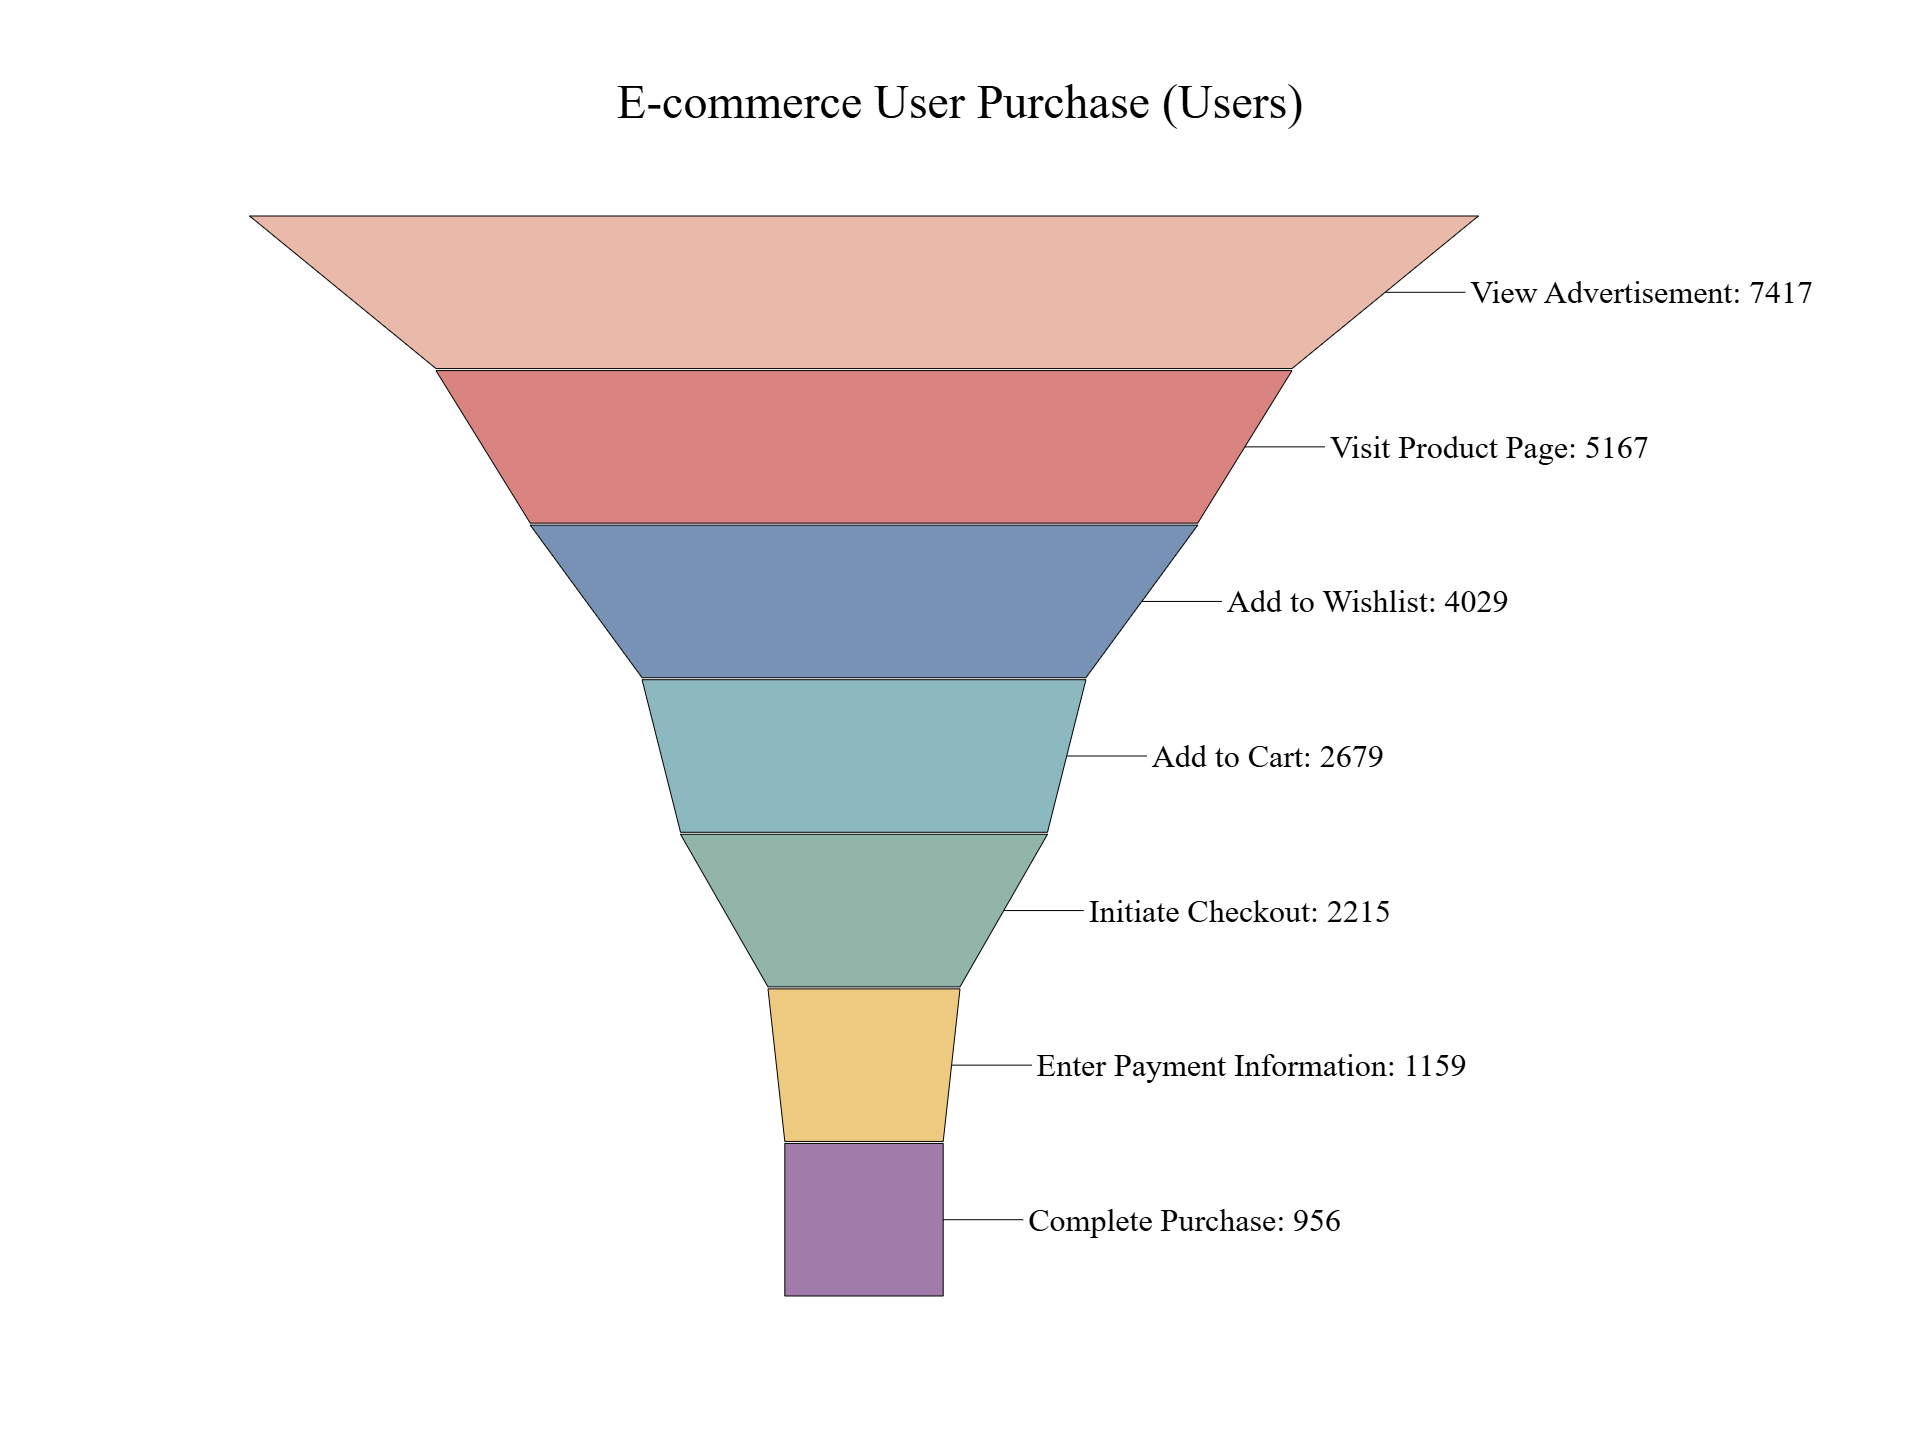 E-commerce User Purchase (Users)
View Advertisement: 7417
Visit Product Page: 5167
Add to Wishlist: 4029
Add to Cart: 2679
Initiate Checkout: 2215
Enter Payment Information: 1159
Complete Purchase: 956